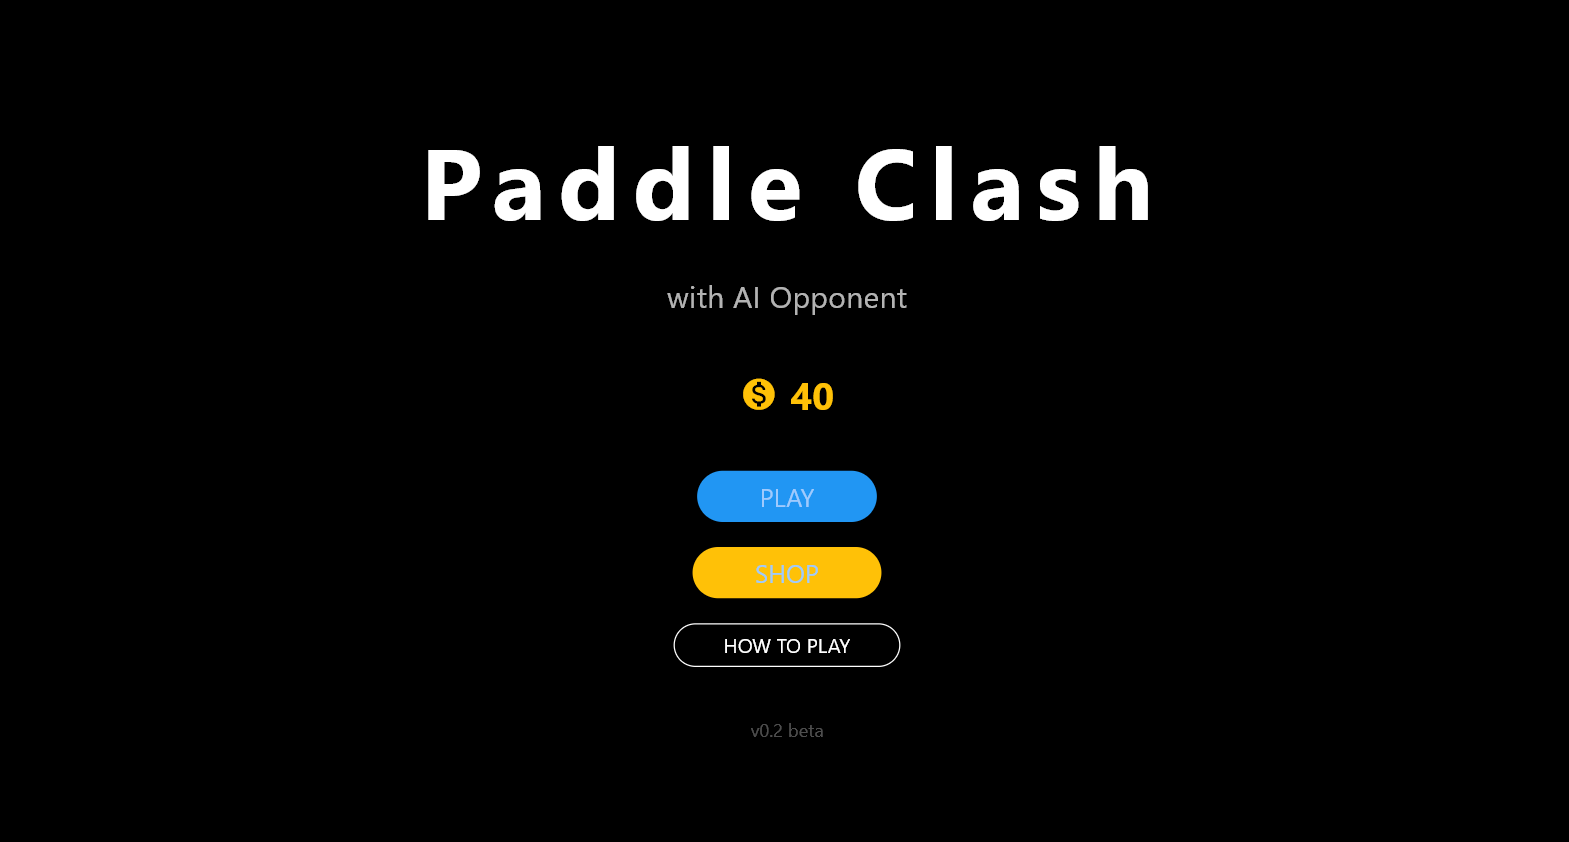 Paddle Clash
with AI Opponent
$ 40
PLAY
SHOP
HOW TO PLAY
v0.2 beta